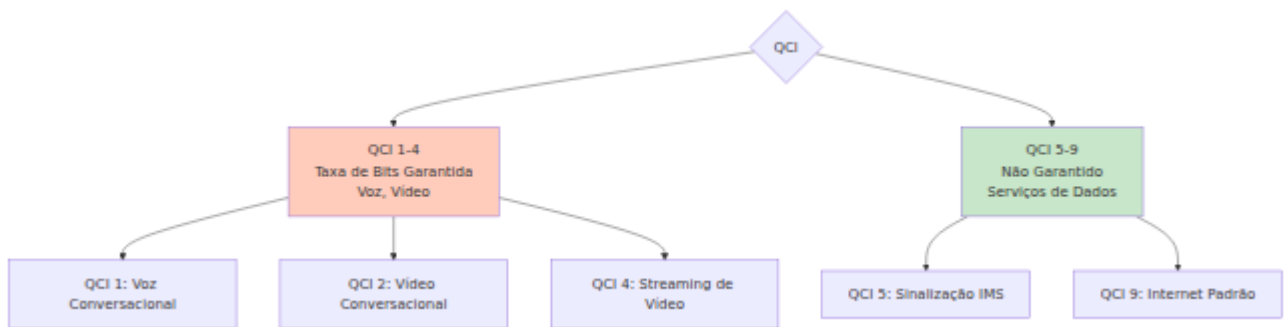 QCI
QCI 1-4
Taxa de Bits Garantida
Voz, Vídeo
QCI 5-9
Não Garantido
Serviços de Dados
QCI 1: Voz
Conversacional
QCI 2: Vídeo
Conversacional
QCI 4: Streaming de
Vídeo
QCI 5: Sinalização IMS
QCI 9: Internet Padrão